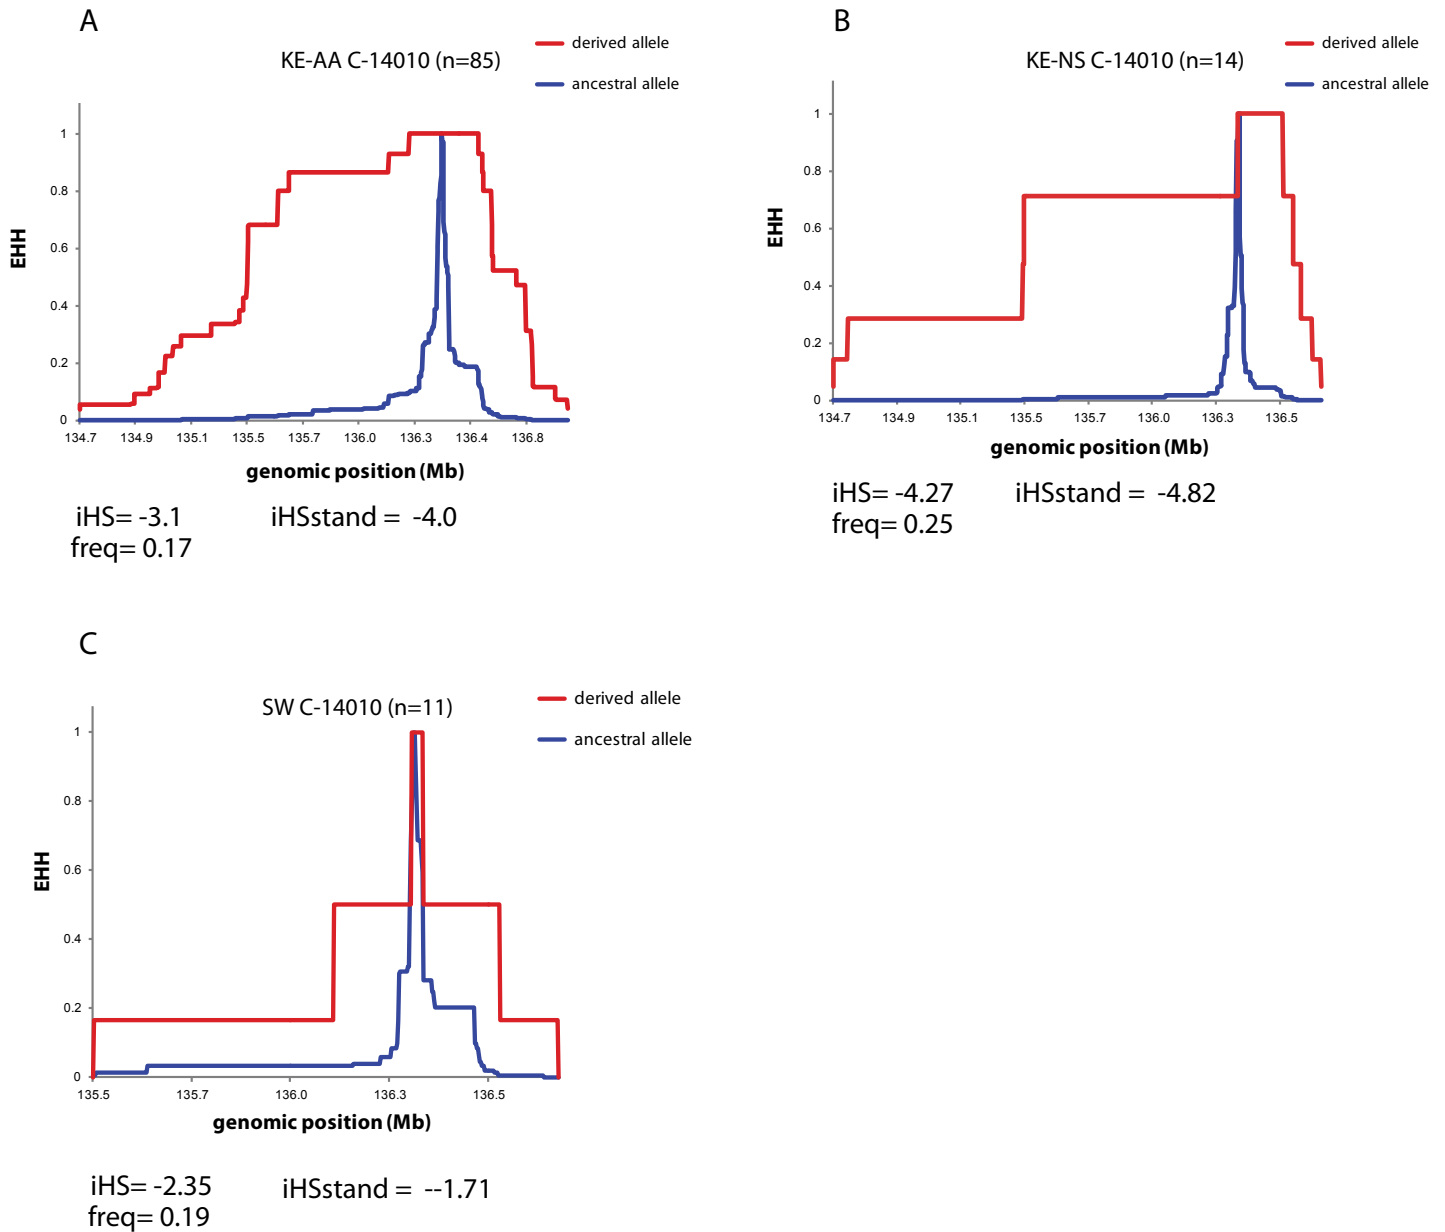 A
KE-AA C-14010 (n=85)
derived allele
ancestral allele
EHH
1
0.8
0.6
0.4
0.2
0
134.7 134.9 135.1 135.5 135.7 136.0 136.3 136.4 136.8
genomic position (Mb)
iHS= -3.1 iHSstand = -4.0
freq= 0.17
B
KE-NS C-14010 (n=14)
derived allele
ancestral allele
EHH
1
0.8
0.6
0.4
0.2
0
134.7 134.9 135.1 135.5 135.7 136.0 136.3 136.5
genomic position (Mb)
iHS= -4.27 iHSstand = -4.82
freq= 0.25
C
SW C-14010 (n=11)
derived allele
ancestral allele
EHH
1
0.8
0.6
0.4
0.2
0
135.5 135.7 136.0 136.3 136.5
genomic position (Mb)
iHS= -2.35 iHSstand = --1.71
freq= 0.19